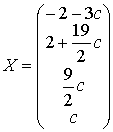 X = ( -2 - 3c
2 + 19/2 c
9/2 c
c )